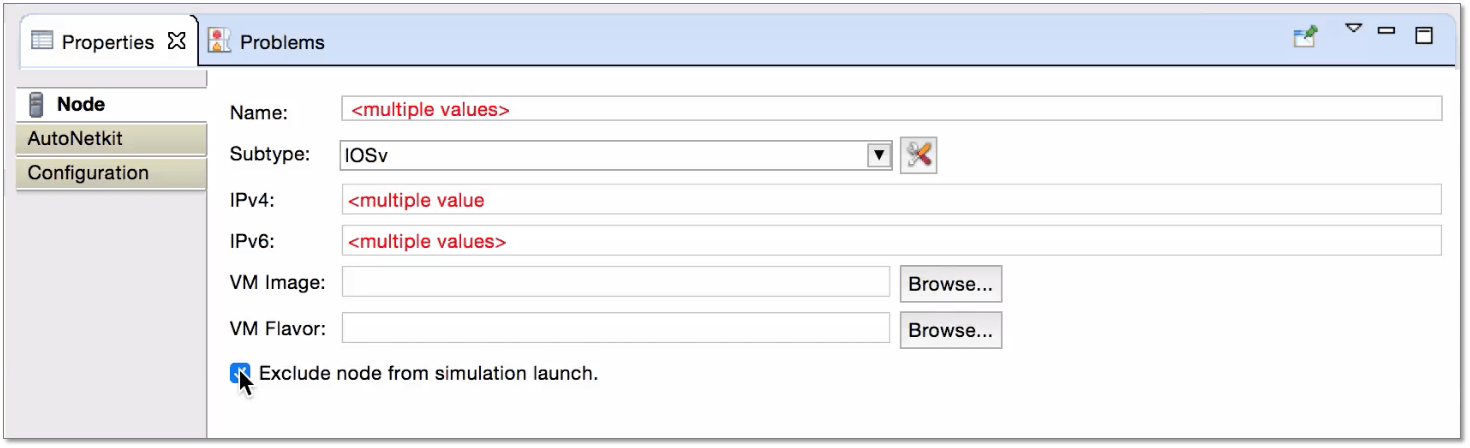 Properties Problems
Node
AutoNetkit
Configuration
Name: <multiple values>
Subtype: IOSv
IPv4: <multiple value
IPv6: <multiple values>
VM Image: Browse...
VM Flavor: Browse...
Exclude node from simulation launch.